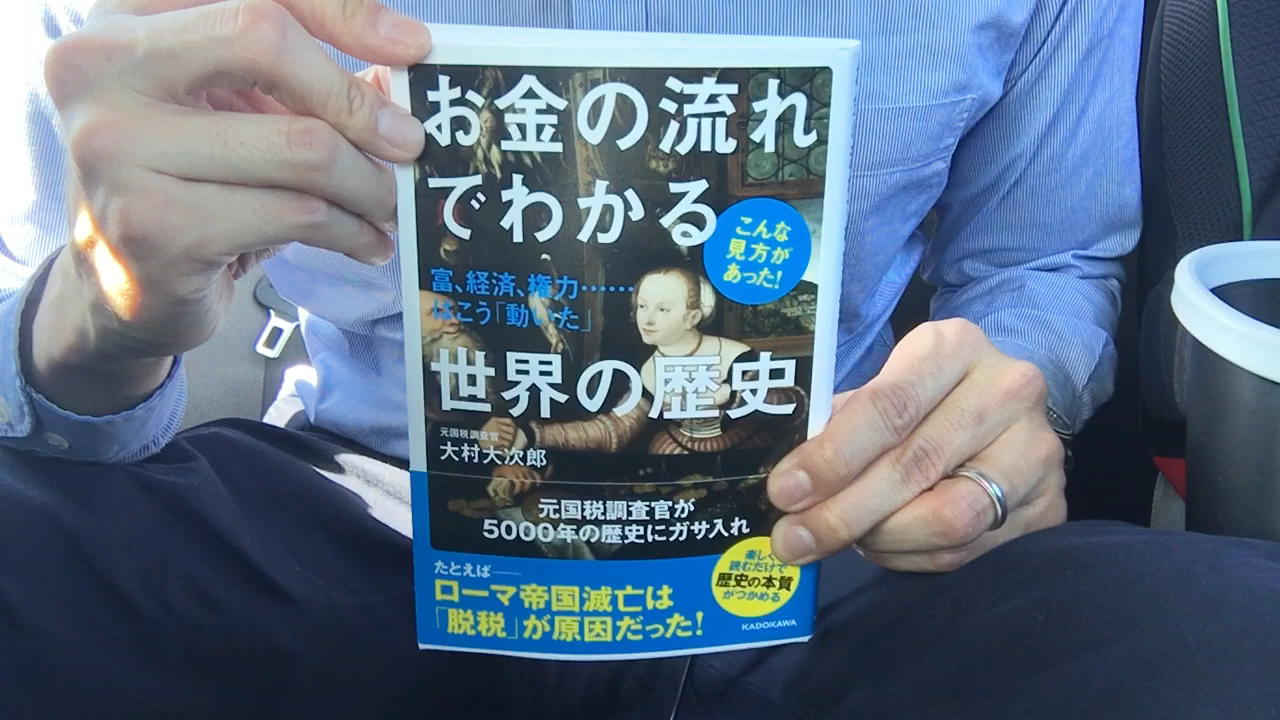 お金の流れ
でわかる
こんな
見方が
あった!
富、経済、権力……
はこう「動いた」
世界の歴史
元国税調査官
大村大次郎
元国税調査官が
5000年の歴史にガサ入れ
たとえば──
ローマ帝国滅亡は
「脱税」が原因だった!
楽しく
読むだけで
歴史の本質
がつかめる
KADOKAWA